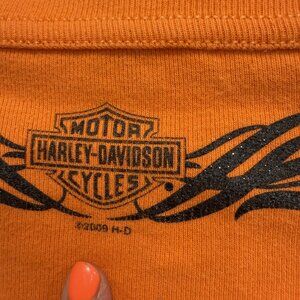 MOTOR
HARLEY-DAVIDSON
CYCLES
©2009 H-D